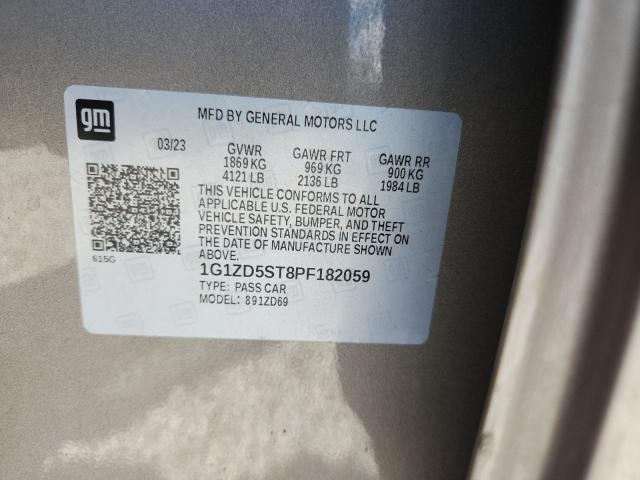 gm
MFD BY GENERAL MOTORS LLC
03/23
GVWR GAWR FRT GAWR RR
1869 KG 969 KG 900 KG
4121 LB 2136 LB 1984 LB
THIS VEHICLE CONFORMS TO ALL
APPLICABLE U.S. FEDERAL MOTOR
VEHICLE SAFETY, BUMPER, AND THEFT
PREVENTION STANDARDS IN EFFECT ON
THE DATE OF MANUFACTURE SHOWN
ABOVE.
615G
1G1ZD5ST8PF182059
TYPE: PASS CAR
MODEL: 891ZD69